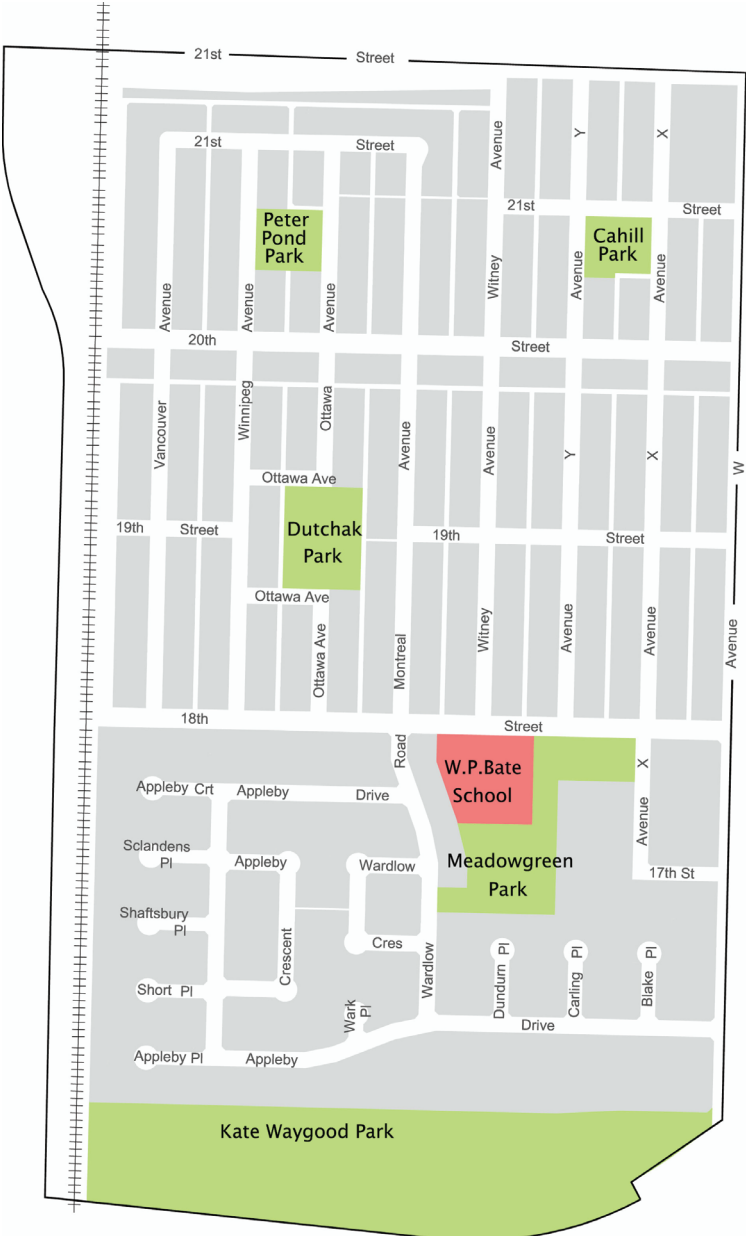 21st
Street
21st
Street
Avenue
Y
X
21st
Street
Peter
Pond
Park
Cahill
Park
Avenue
Avenue
Avenue
Witney
Avenue
Avenue
20th
Street
Vancouver
Winnipeg
Ottawa
Avenue
Avenue
Y
X
W
Ottawa Ave
19th
Street
Dutchak
Park
19th
Street
Ottawa Ave
Ottawa Ave
Montreal
Witney
Avenue
Avenue
Avenue
18th
Street
Road
W.P.Bate
School
X
Avenue
Appleby Crt
Appleby
Drive
Sclandens
Pl
Appleby
Wardlow
Meadowgreen
Park
17th St
Shaftsbury
Pl
Crescent
Cres
Wardlow
Dundurn Pl
Carling Pl
Blake Pl
Short Pl
Wark
Pl
Drive
Appleby Pl
Appleby
Kate Waygood Park